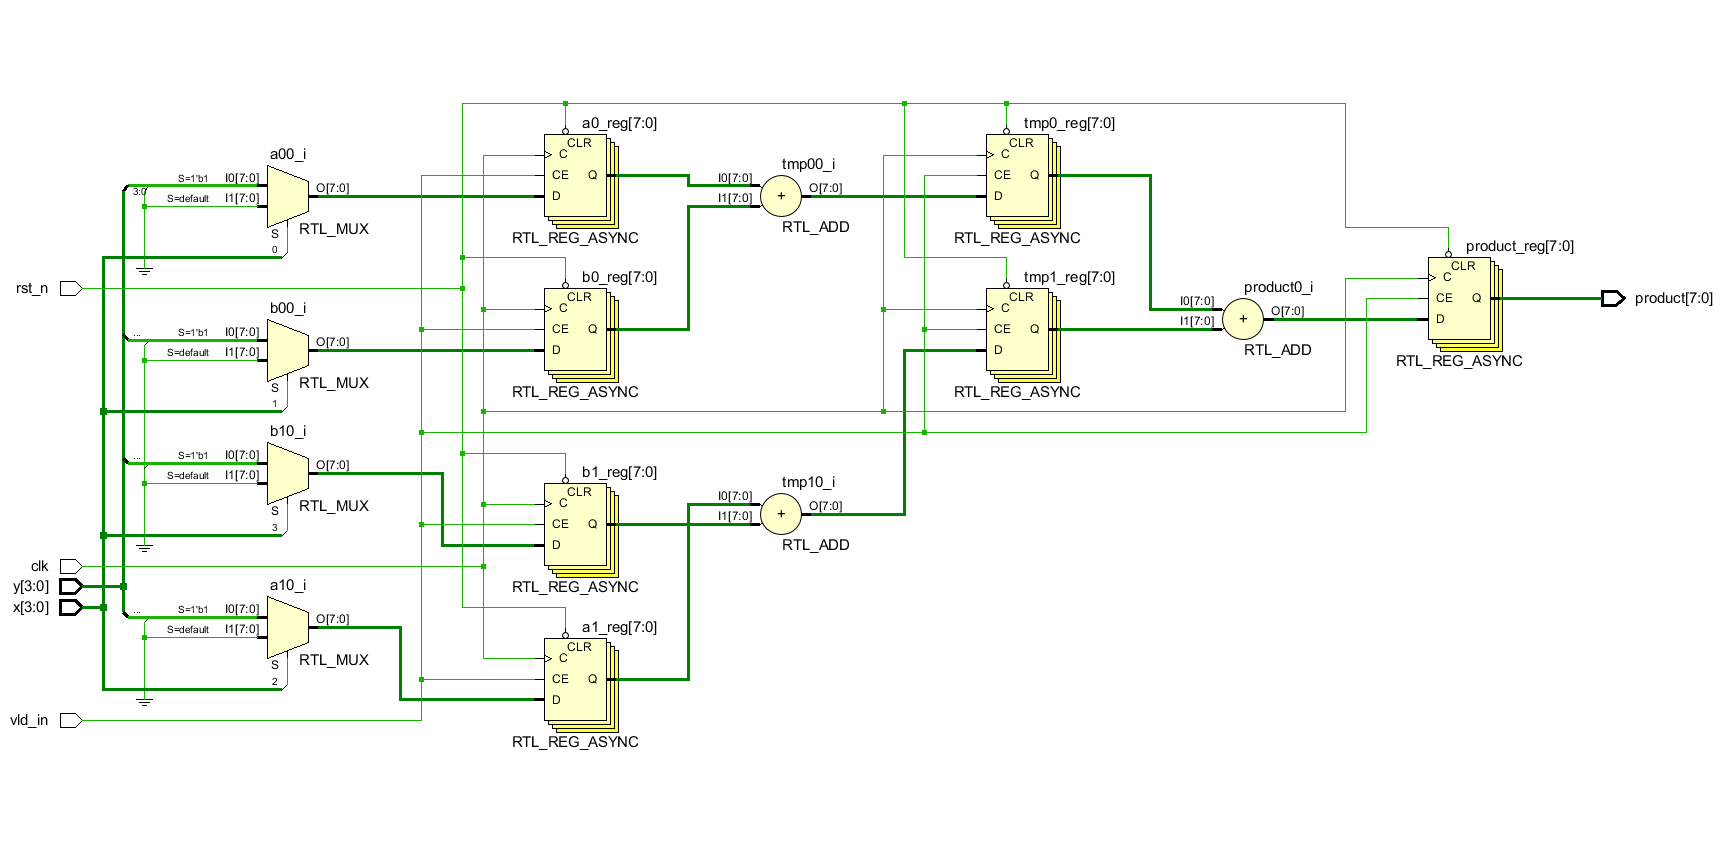 a0_reg[7:0]
CLR
C
CE
Q
D
RTL_REG_ASYNC
tmp0_reg[7:0]
CLR
C
CE
Q
D
RTL_REG_ASYNC
a00_i
S=1'b1
I0[7:0]
3:0
S=default
I1[7:0]
O[7:0]
S
0
RTL_MUX
tmp00_i
I0[7:0]
I1[7:0]
+
O[7:0]
RTL_ADD
product_reg[7:0]
CLR
C
CE
Q
D
RTL_REG_ASYNC
product[7:0]
rst_n
b0_reg[7:0]
CLR
C
CE
Q
D
RTL_REG_ASYNC
tmp1_reg[7:0]
CLR
C
CE
Q
D
RTL_REG_ASYNC
product0_i
I0[7:0]
I1[7:0]
+
O[7:0]
RTL_ADD
b00_i
...
S=1'b1
I0[7:0]
S=default
I1[7:0]
O[7:0]
S
1
RTL_MUX
b10_i
...
S=1'b1
I0[7:0]
S=default
I1[7:0]
O[7:0]
S
3
RTL_MUX
b1_reg[7:0]
CLR
C
CE
Q
D
RTL_REG_ASYNC
tmp10_i
I0[7:0]
I1[7:0]
+
O[7:0]
RTL_ADD
clk
y[3:0]
x[3:0]
a10_i
...
S=1'b1
I0[7:0]
S=default
I1[7:0]
O[7:0]
S
2
RTL_MUX
a1_reg[7:0]
CLR
C
CE
Q
D
RTL_REG_ASYNC
vld_in